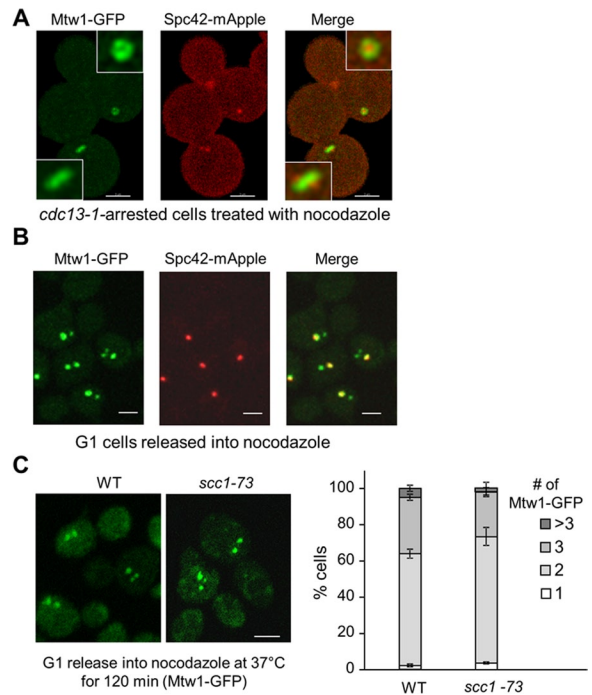 A
Mtw1-GFP Spc42-mApple Merge
cdc13-1-arrested cells treated with nocodazole
B
Mtw1-GFP Spc42-mApple Merge
G1 cells released into nocodazole
C
WT scc1-73
G1 release into nocodazole at 37°C
for 120 min (Mtw1-GFP)
% cells
100
80
60
40
20
0
WT scc1 -73
# of
Mtw1-GFP
>3
3
2
1